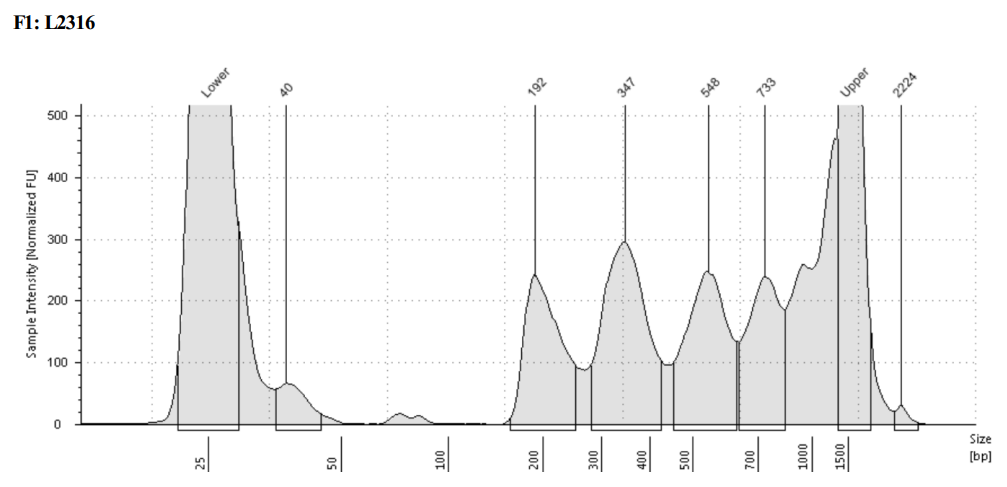 F1: L2316
Lower 40 192 347 548 733 Upper 2224
Sample Intensity [Normalized FU]
500
400
300
200
100
0
25 50 100 200 300 400 500 700 1000 1500
Size
[bp]